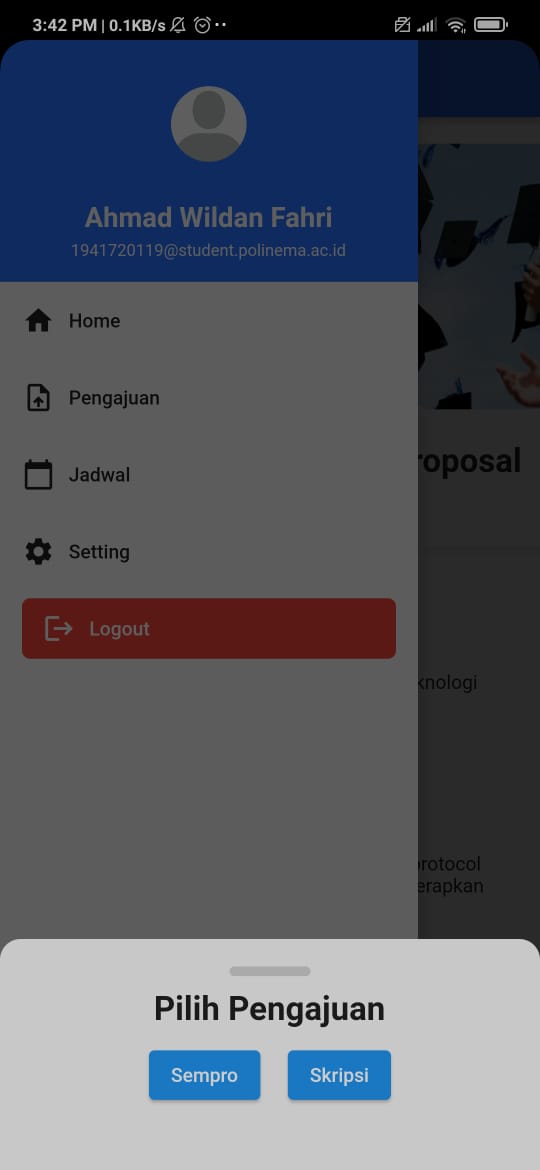 3:42 PM | 0.1KB/s
Ahmad Wildan Fahri
1941720119@student.polinema.ac.id
Home
Pengajuan
roposal
Jadwal
Setting
Logout
knologi
rotocol
erapkan
Pilih Pengajuan
Sempro
Skripsi